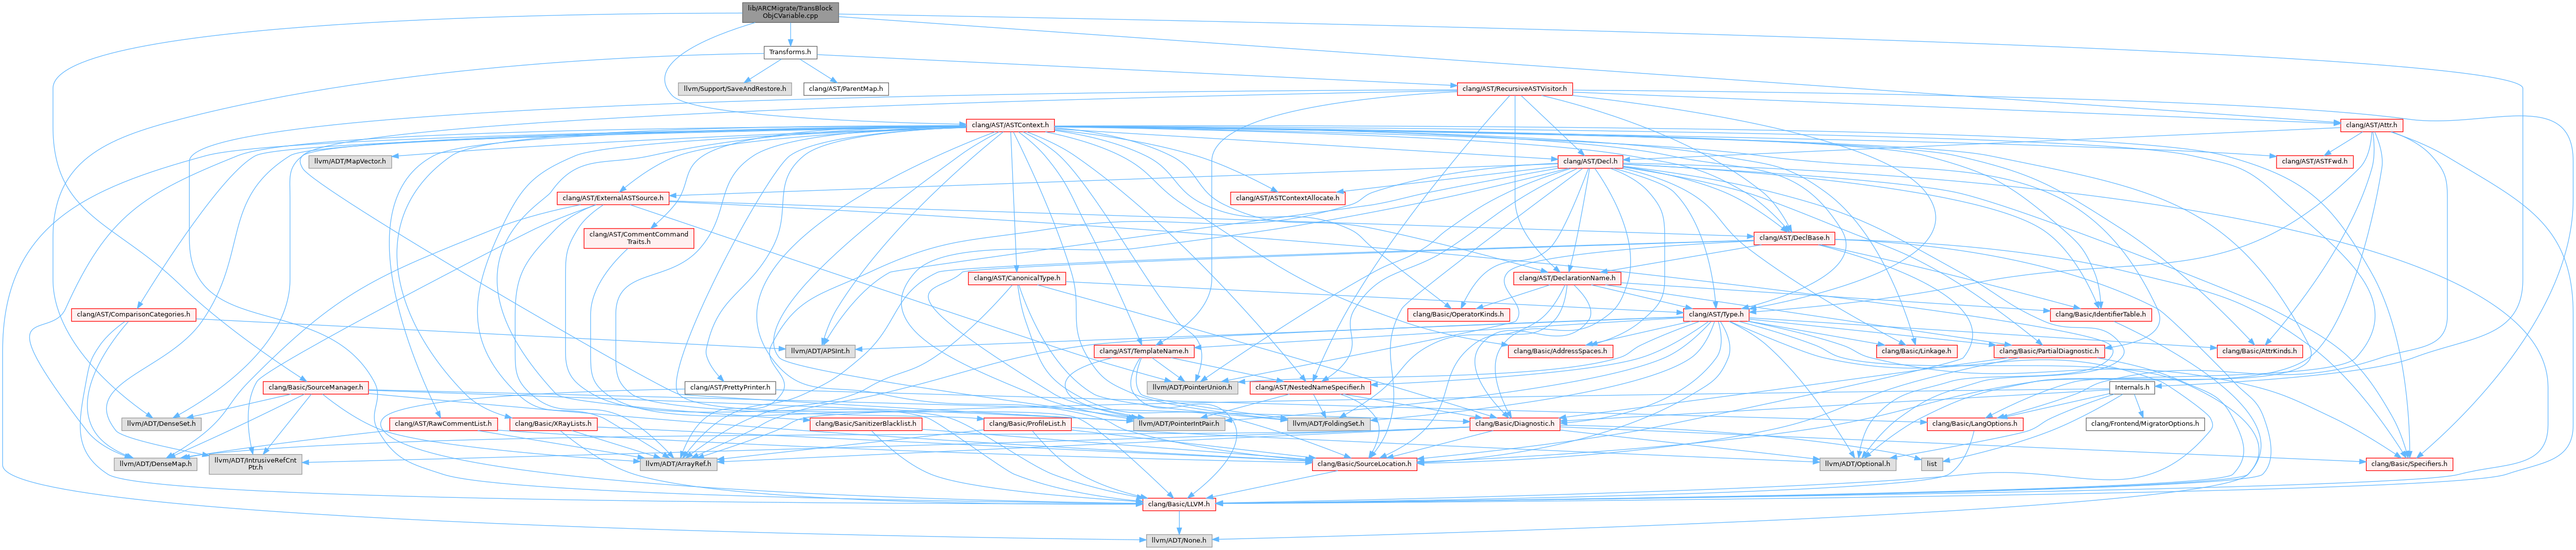 lib/ARCMigrate/TransBlock
ObjCVariable.cpp
Transforms.h
llvm/Support/SaveAndRestore.h
clang/AST/ParentMap.h
clang/AST/RecursiveASTVisitor.h
clang/AST/ASTContext.h
clang/AST/Attr.h
llvm/ADT/MapVector.h
clang/AST/Decl.h
clang/AST/ASTFwd.h
clang/AST/ExternalASTSource.h
clang/AST/ASTContextAllocate.h
clang/AST/CommentCommand
Traits.h
clang/AST/DeclBase.h
clang/AST/CanonicalType.h
clang/AST/DeclarationName.h
clang/AST/ComparisonCategories.h
clang/Basic/OperatorKinds.h
clang/AST/Type.h
clang/Basic/IdentifierTable.h
llvm/ADT/APSInt.h
clang/AST/TemplateName.h
clang/Basic/AddressSpaces.h
clang/Basic/Linkage.h
clang/Basic/PartialDiagnostic.h
clang/Basic/AttrKinds.h
clang/Basic/SourceManager.h
clang/AST/PrettyPrinter.h
llvm/ADT/PointerUnion.h
clang/AST/NestedNameSpecifier.h
Internals.h
llvm/ADT/DenseSet.h
clang/AST/RawCommentList.h
clang/Basic/XRayLists.h
clang/Basic/SanitizerBlacklist.h
clang/Basic/ProfileList.h
llvm/ADT/PointerIntPair.h
llvm/ADT/FoldingSet.h
clang/Basic/Diagnostic.h
clang/Basic/LangOptions.h
clang/Frontend/MigratorOptions.h
llvm/ADT/DenseMap.h
llvm/ADT/IntrusiveRefCnt
Ptr.h
llvm/ADT/ArrayRef.h
clang/Basic/SourceLocation.h
llvm/ADT/Optional.h
list
clang/Basic/Specifiers.h
clang/Basic/LLVM.h
llvm/ADT/None.h